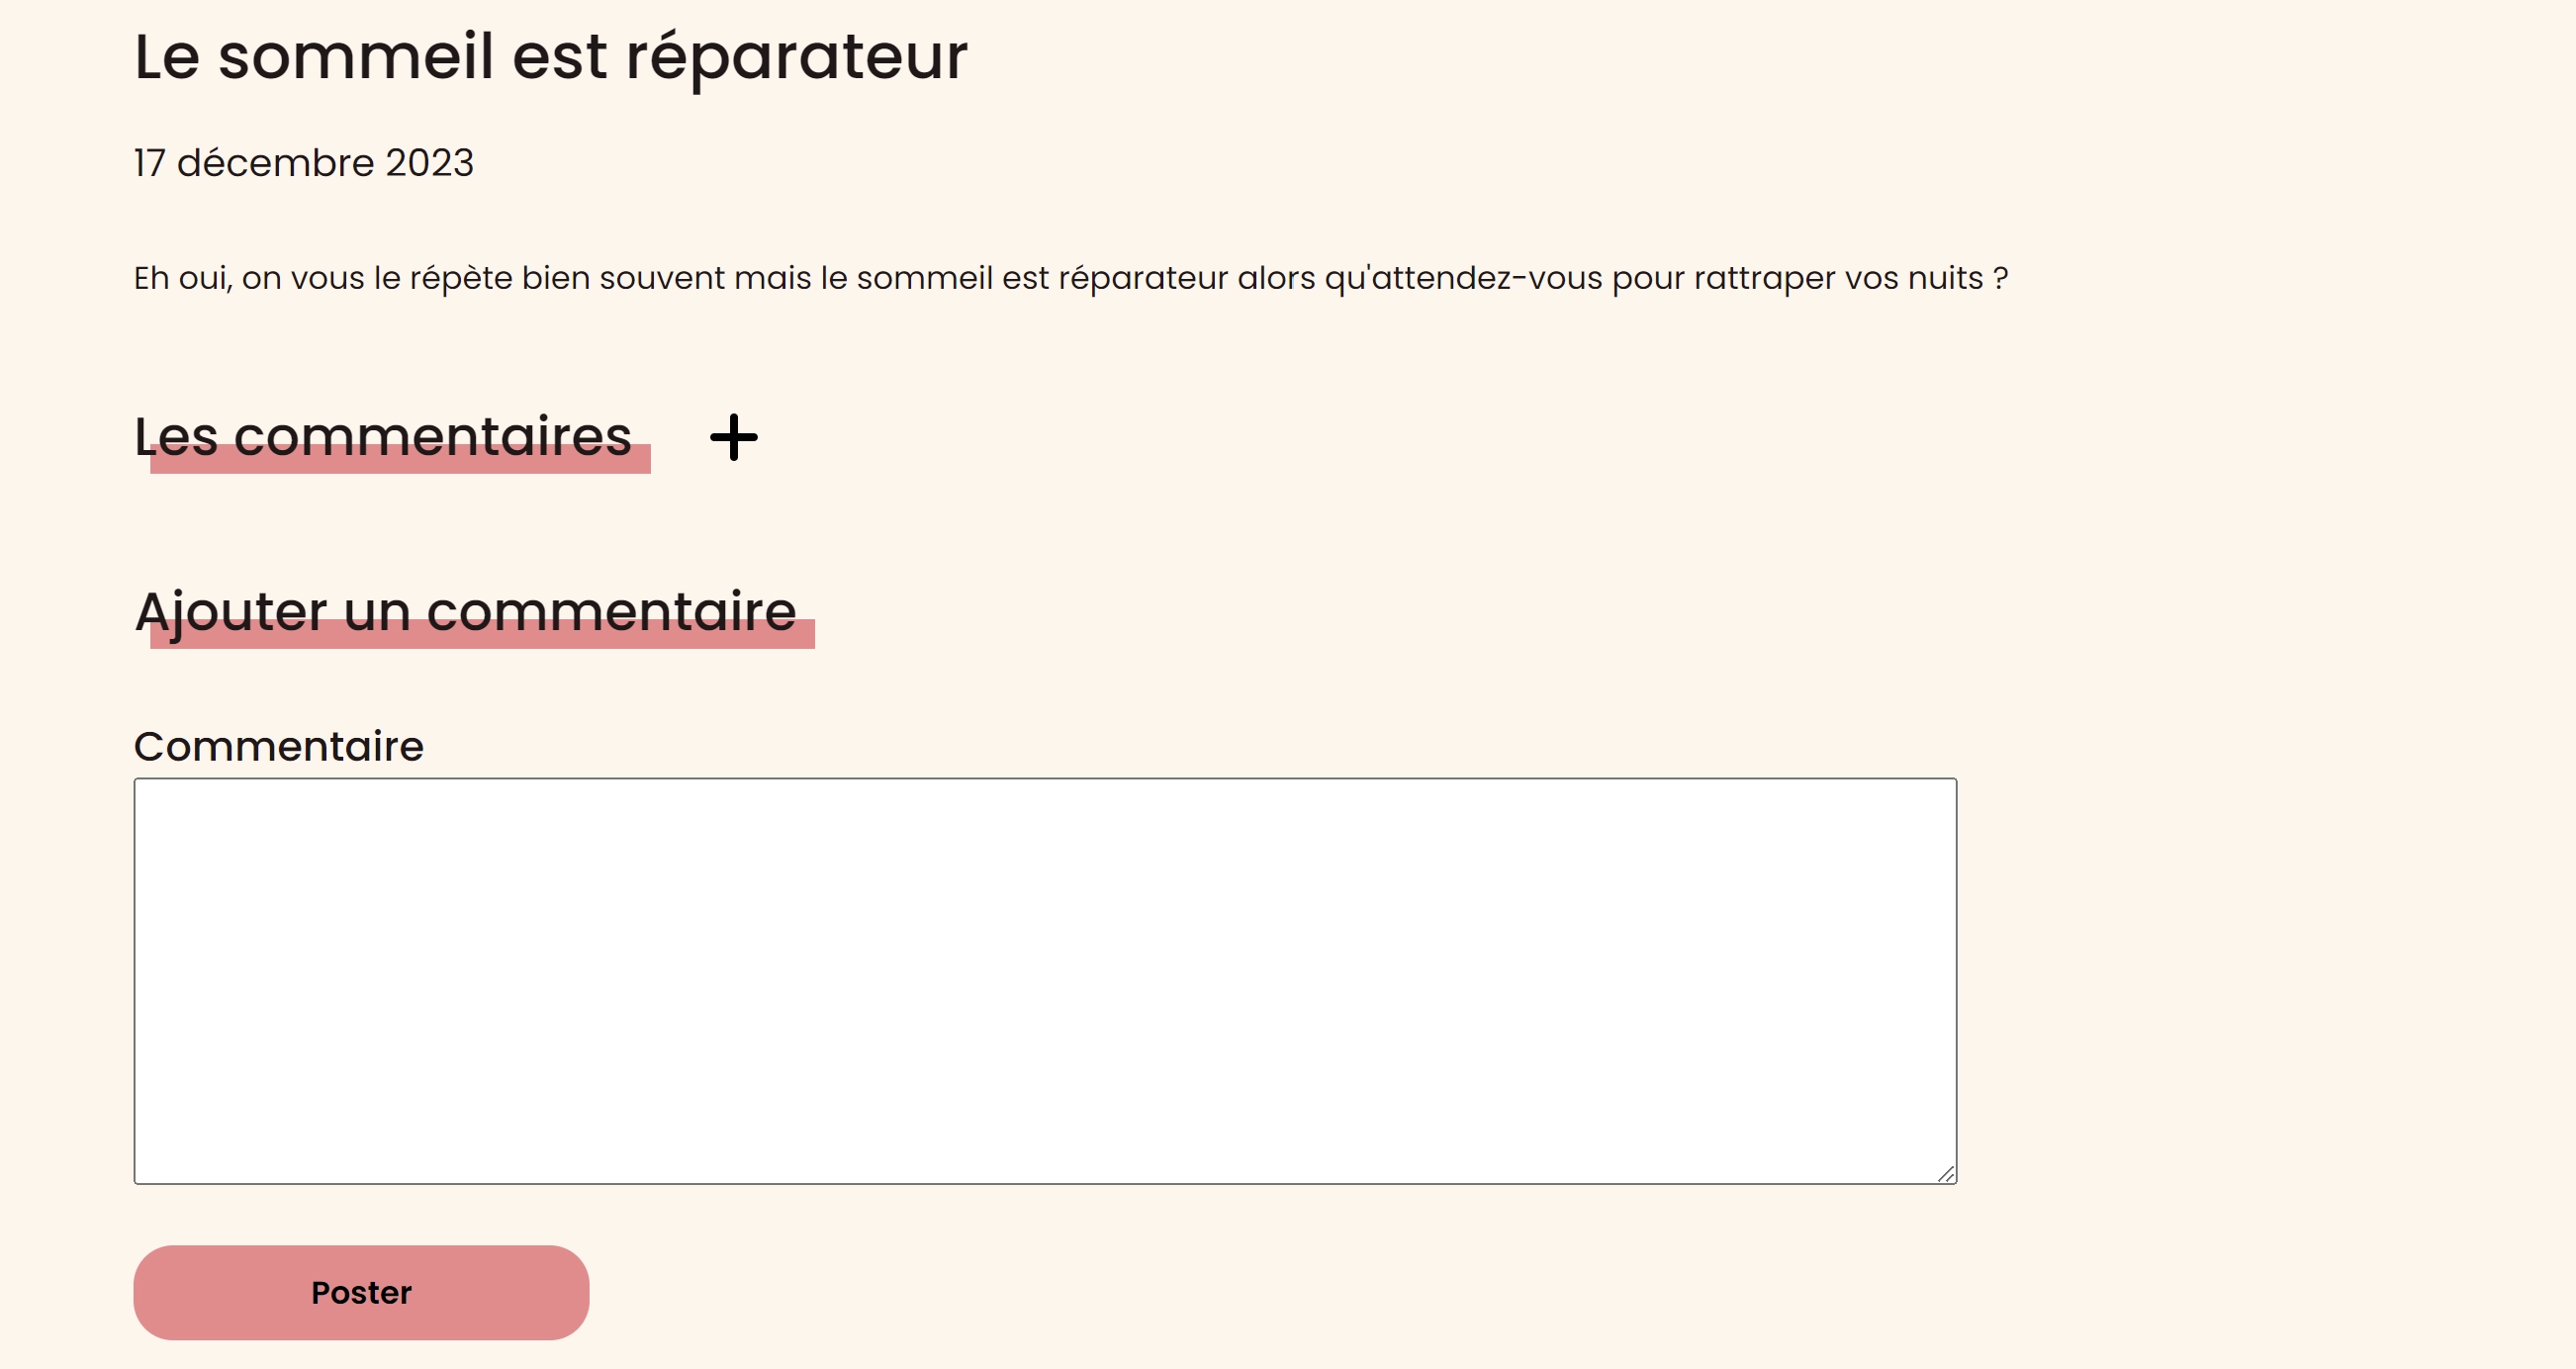 Le sommeil est réparateur
17 décembre 2023
Eh oui, on vous le répète bien souvent mais le sommeil est réparateur alors qu'attendez-vous pour rattraper vos nuits ?
Les commentaires
Ajouter un commentaire
Commentaire
Poster